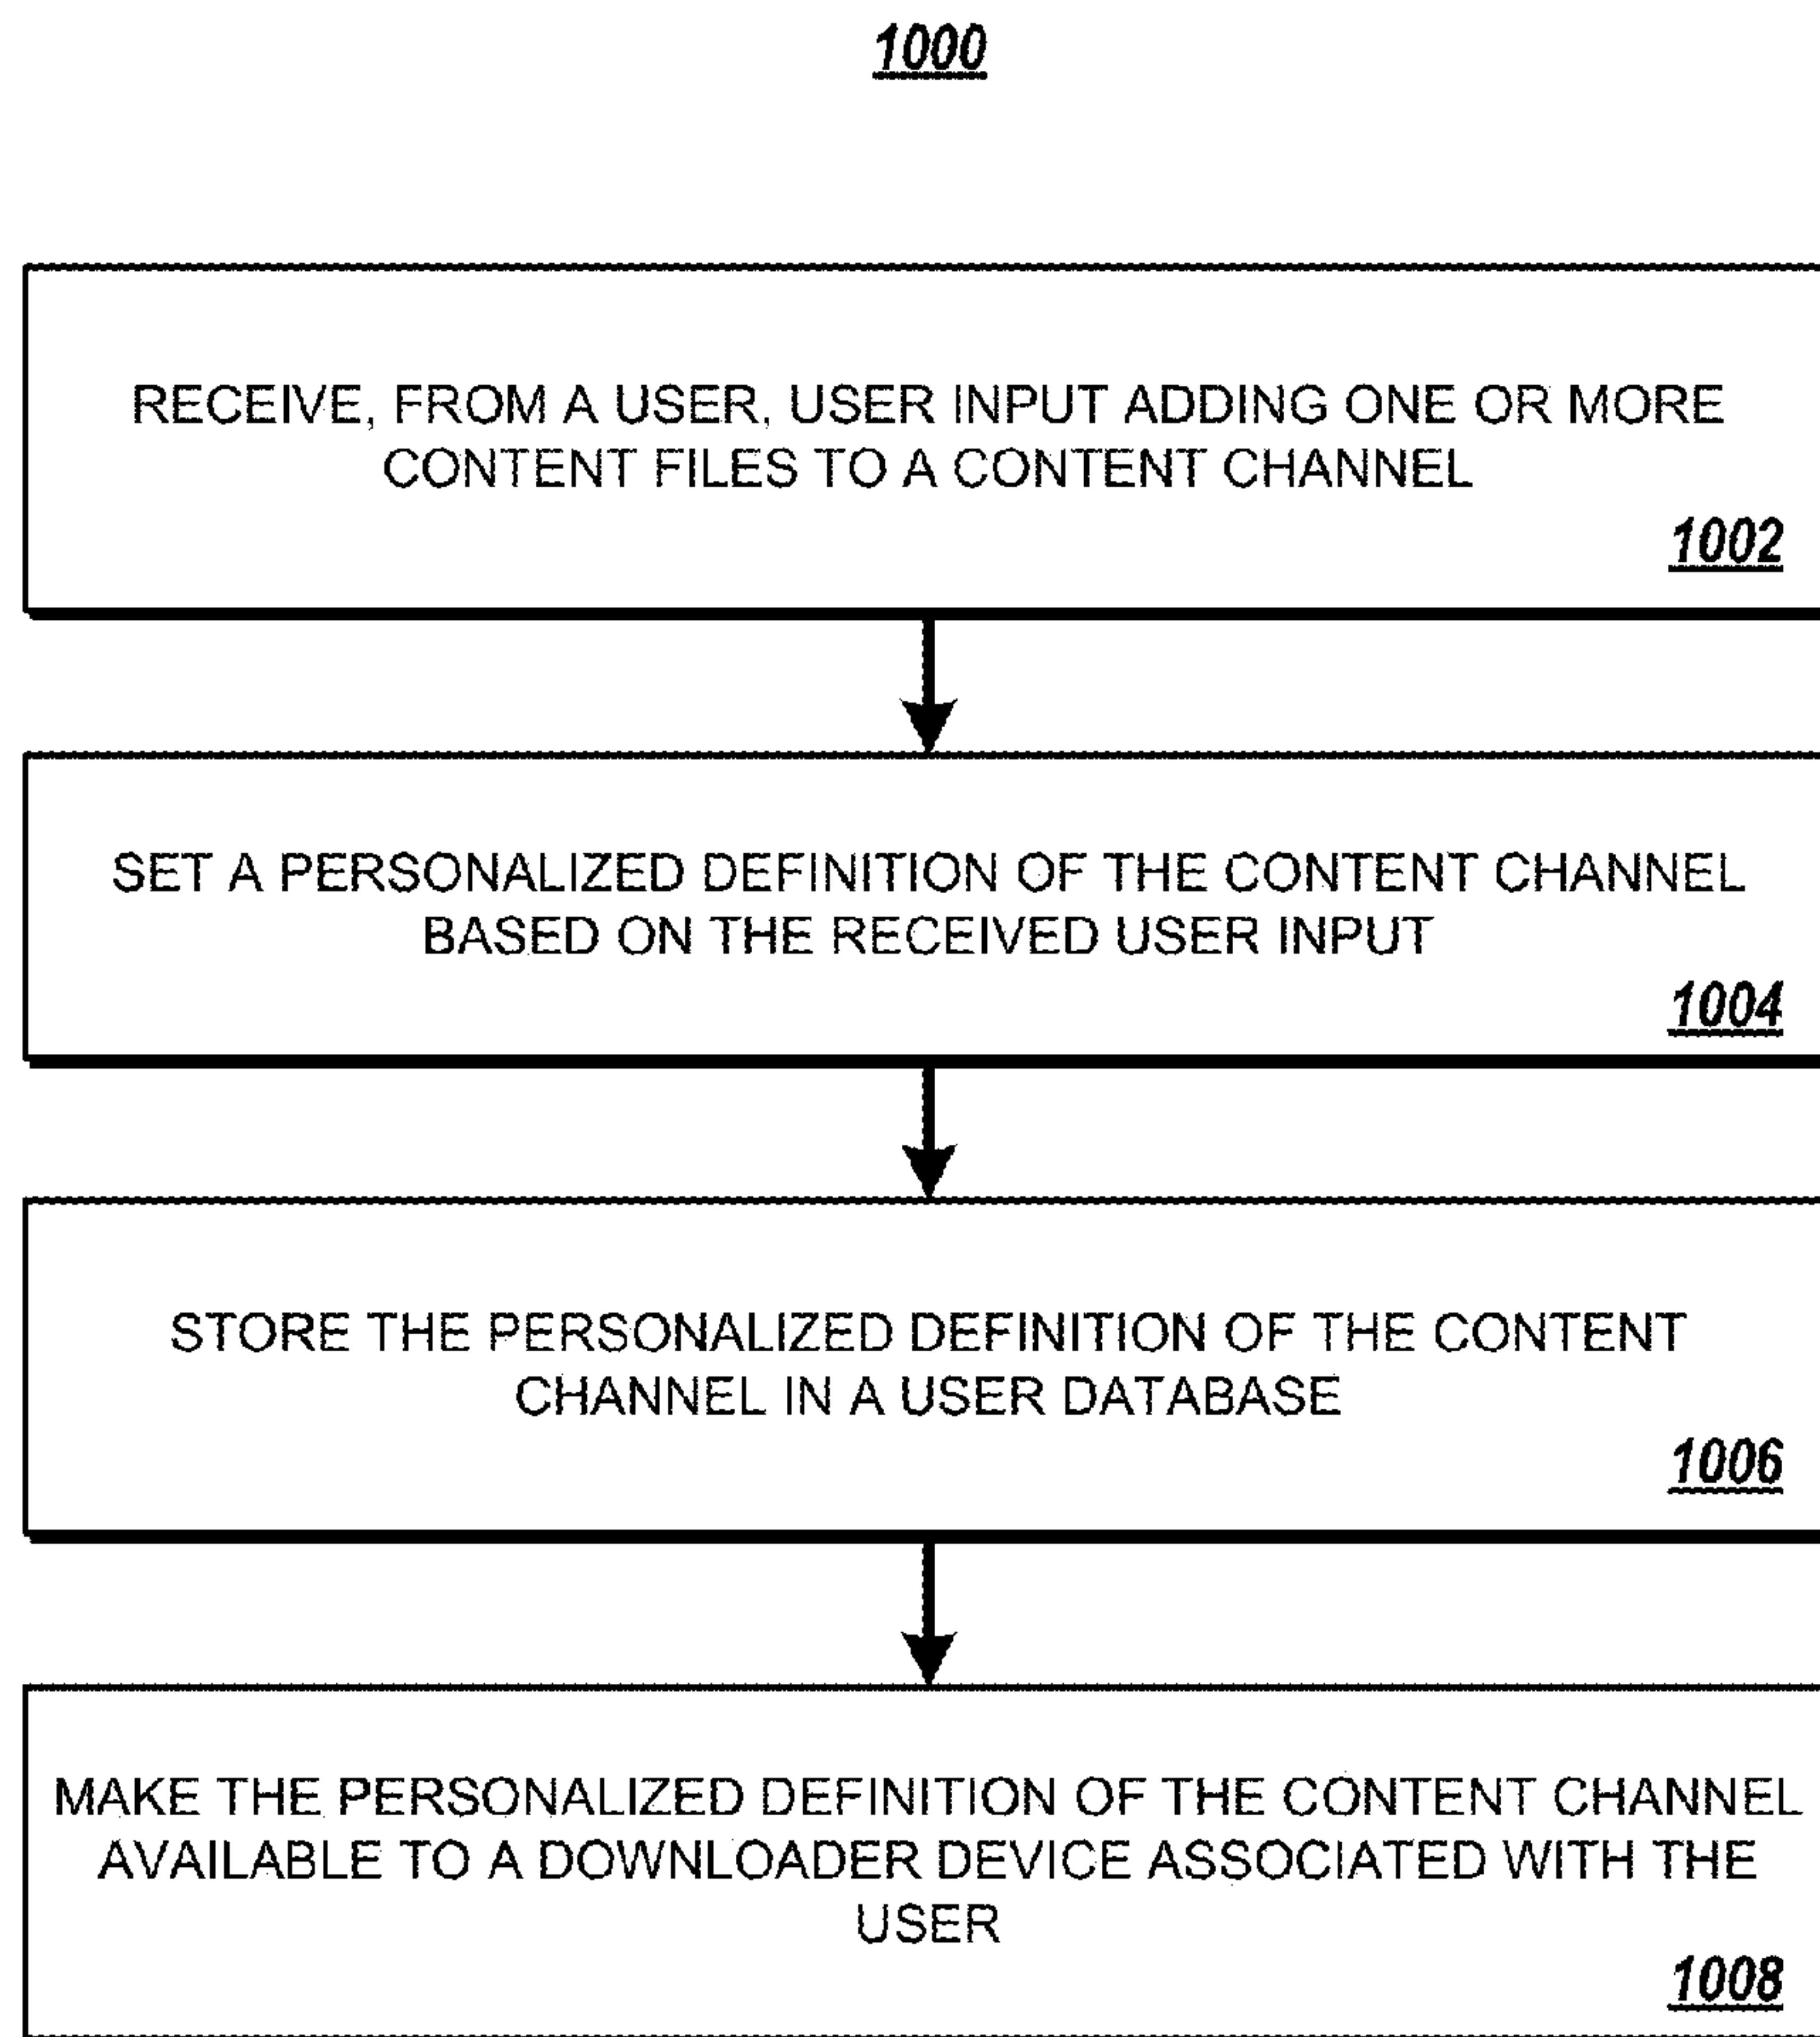 1000
RECEIVE, FROM A USER, USER INPUT ADDING ONE OR MORE
CONTENT FILES TO A CONTENT CHANNEL
1002
SET A PERSONALIZED DEFINITION OF THE CONTENT CHANNEL
BASED ON THE RECEIVED USER INPUT
1004
STORE THE PERSONALIZED DEFINITION OF THE CONTENT
CHANNEL IN A USER DATABASE
1006
MAKE THE PERSONALIZED DEFINITION OF THE CONTENT CHANNEL
AVAILABLE TO A DOWNLOADER DEVICE ASSOCIATED WITH THE
USER
1008